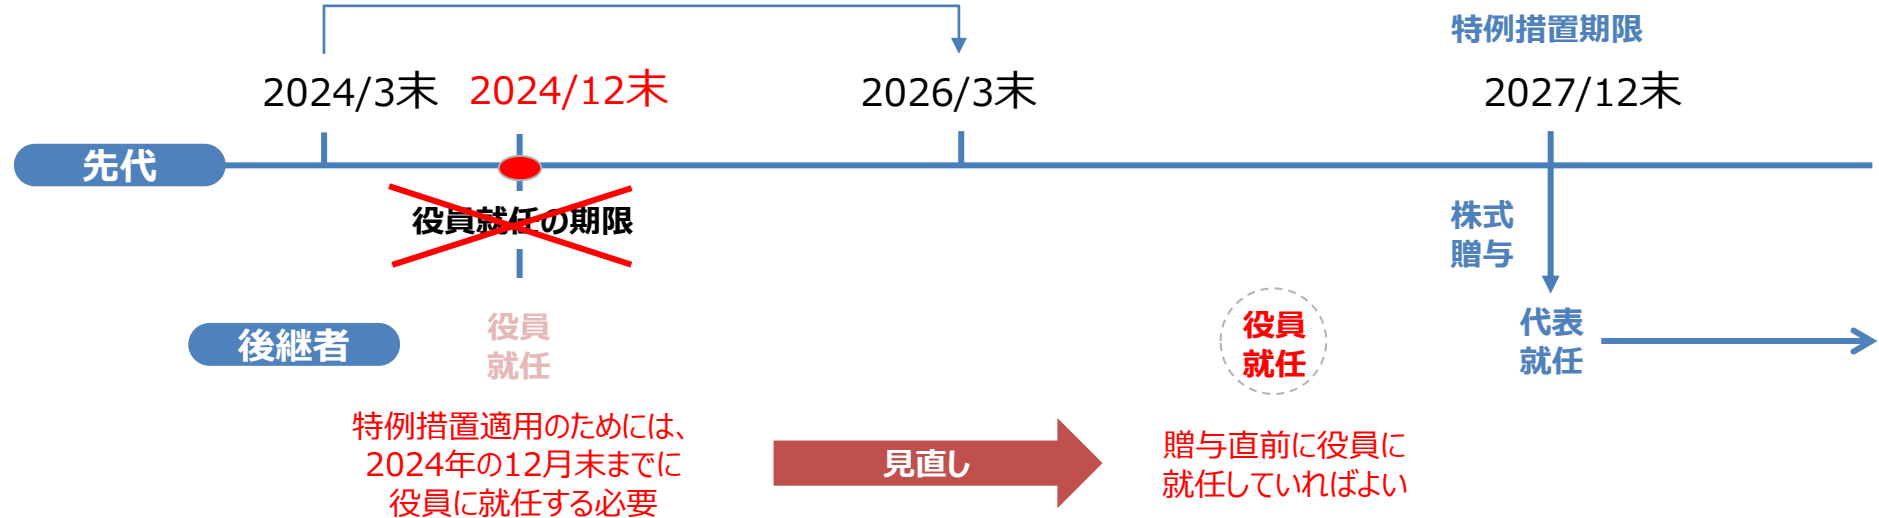 特例措置期限
2024/3末
2024/12末
2026/3末
2027/12末
先代
役員就任の期限
株式
贈与
後継者
役員
就任
役員
就任
代表
就任
特例措置適用のためには、
2024年の12月末までに
役員に就任する必要
見直し
贈与直前に役員に
就任していればよい